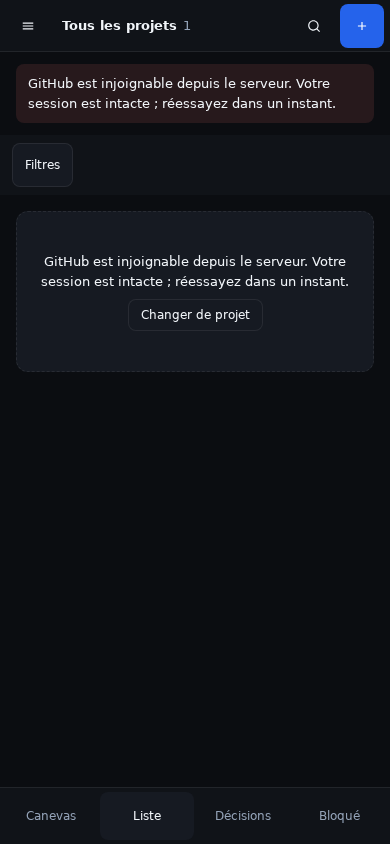 Tous les projets 1
GitHub est injoignable depuis le serveur. Votre
session est intacte ; réessayez dans un instant.
Filtres
GitHub est injoignable depuis le serveur. Votre
session est intacte ; réessayez dans un instant.
Changer de projet
Canevas
Liste
Décisions
Bloqué